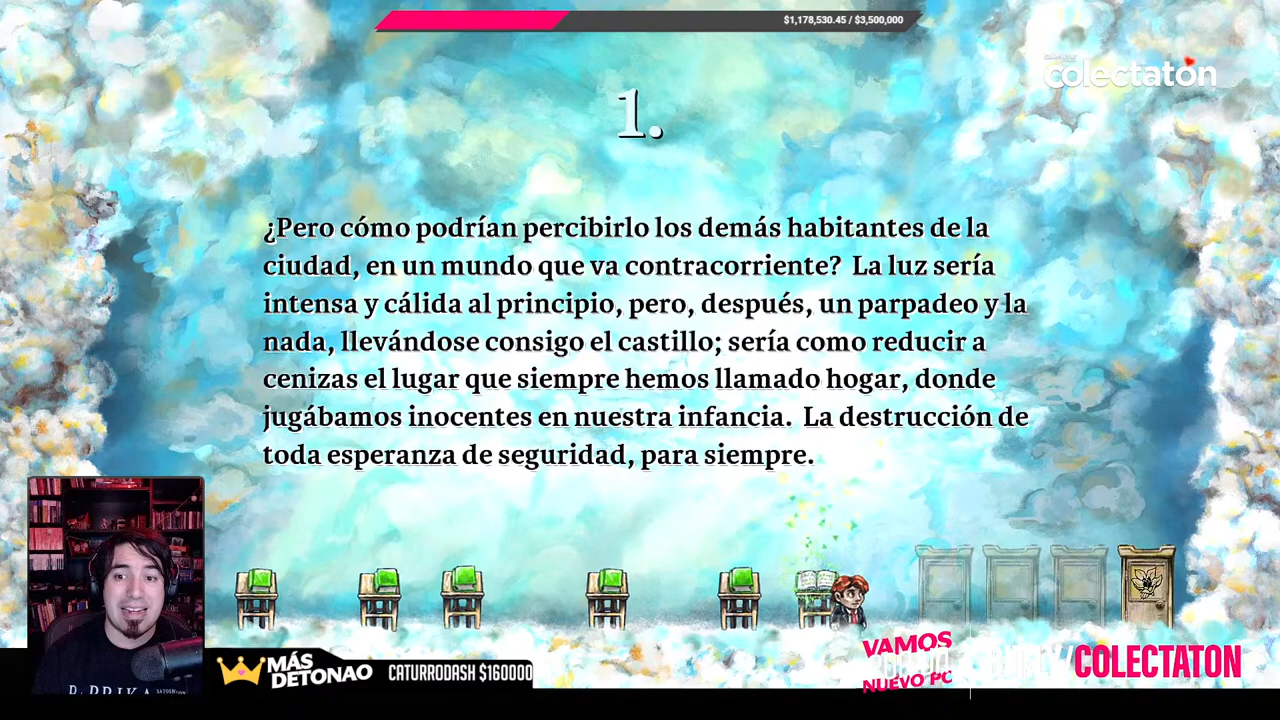 $1,178,530.45 / $3,500,000
colectatón
1.
¿Pero cómo podrían percibirlo los demás habitantes de la
ciudad, en un mundo que va contracorriente?  La luz sería
intensa y cálida al principio, pero, después, un parpadeo y la
nada, llevándose consigo el castillo; sería como reducir a
cenizas el lugar que siempre hemos llamado hogar, donde
jugábamos inocentes en nuestra infancia.  La destrucción de
toda esperanza de seguridad, para siempre.
MÁS
DETONAO
CATURRODASH $160000
VAMOS
NUEVO PC
/COLECTATON